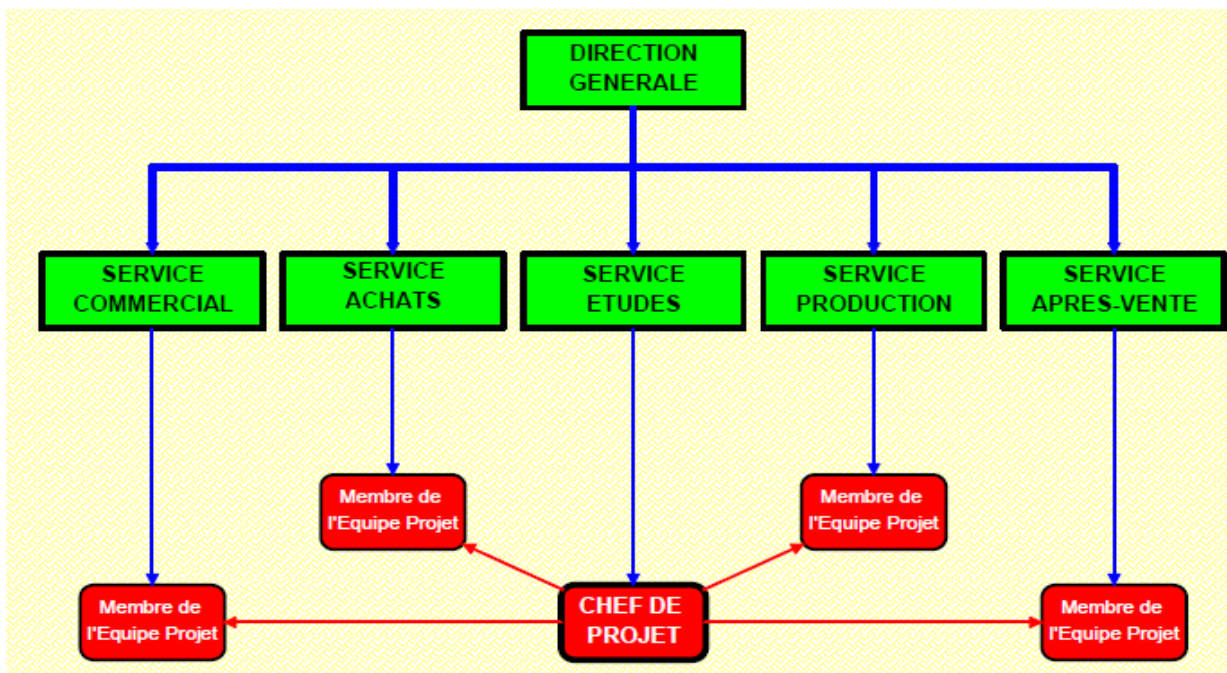 DIRECTION
GENERALE
SERVICE
COMMERCIAL
SERVICE
ACHATS
SERVICE
ETUDES
SERVICE
PRODUCTION
SERVICE
APRES-VENTE
Membre de
l'Equipe Projet
Membre de
l'Equipe Projet
Membre de
l'Equipe Projet
CHEF DE
PROJET
Membre de
l'Equipe Projet